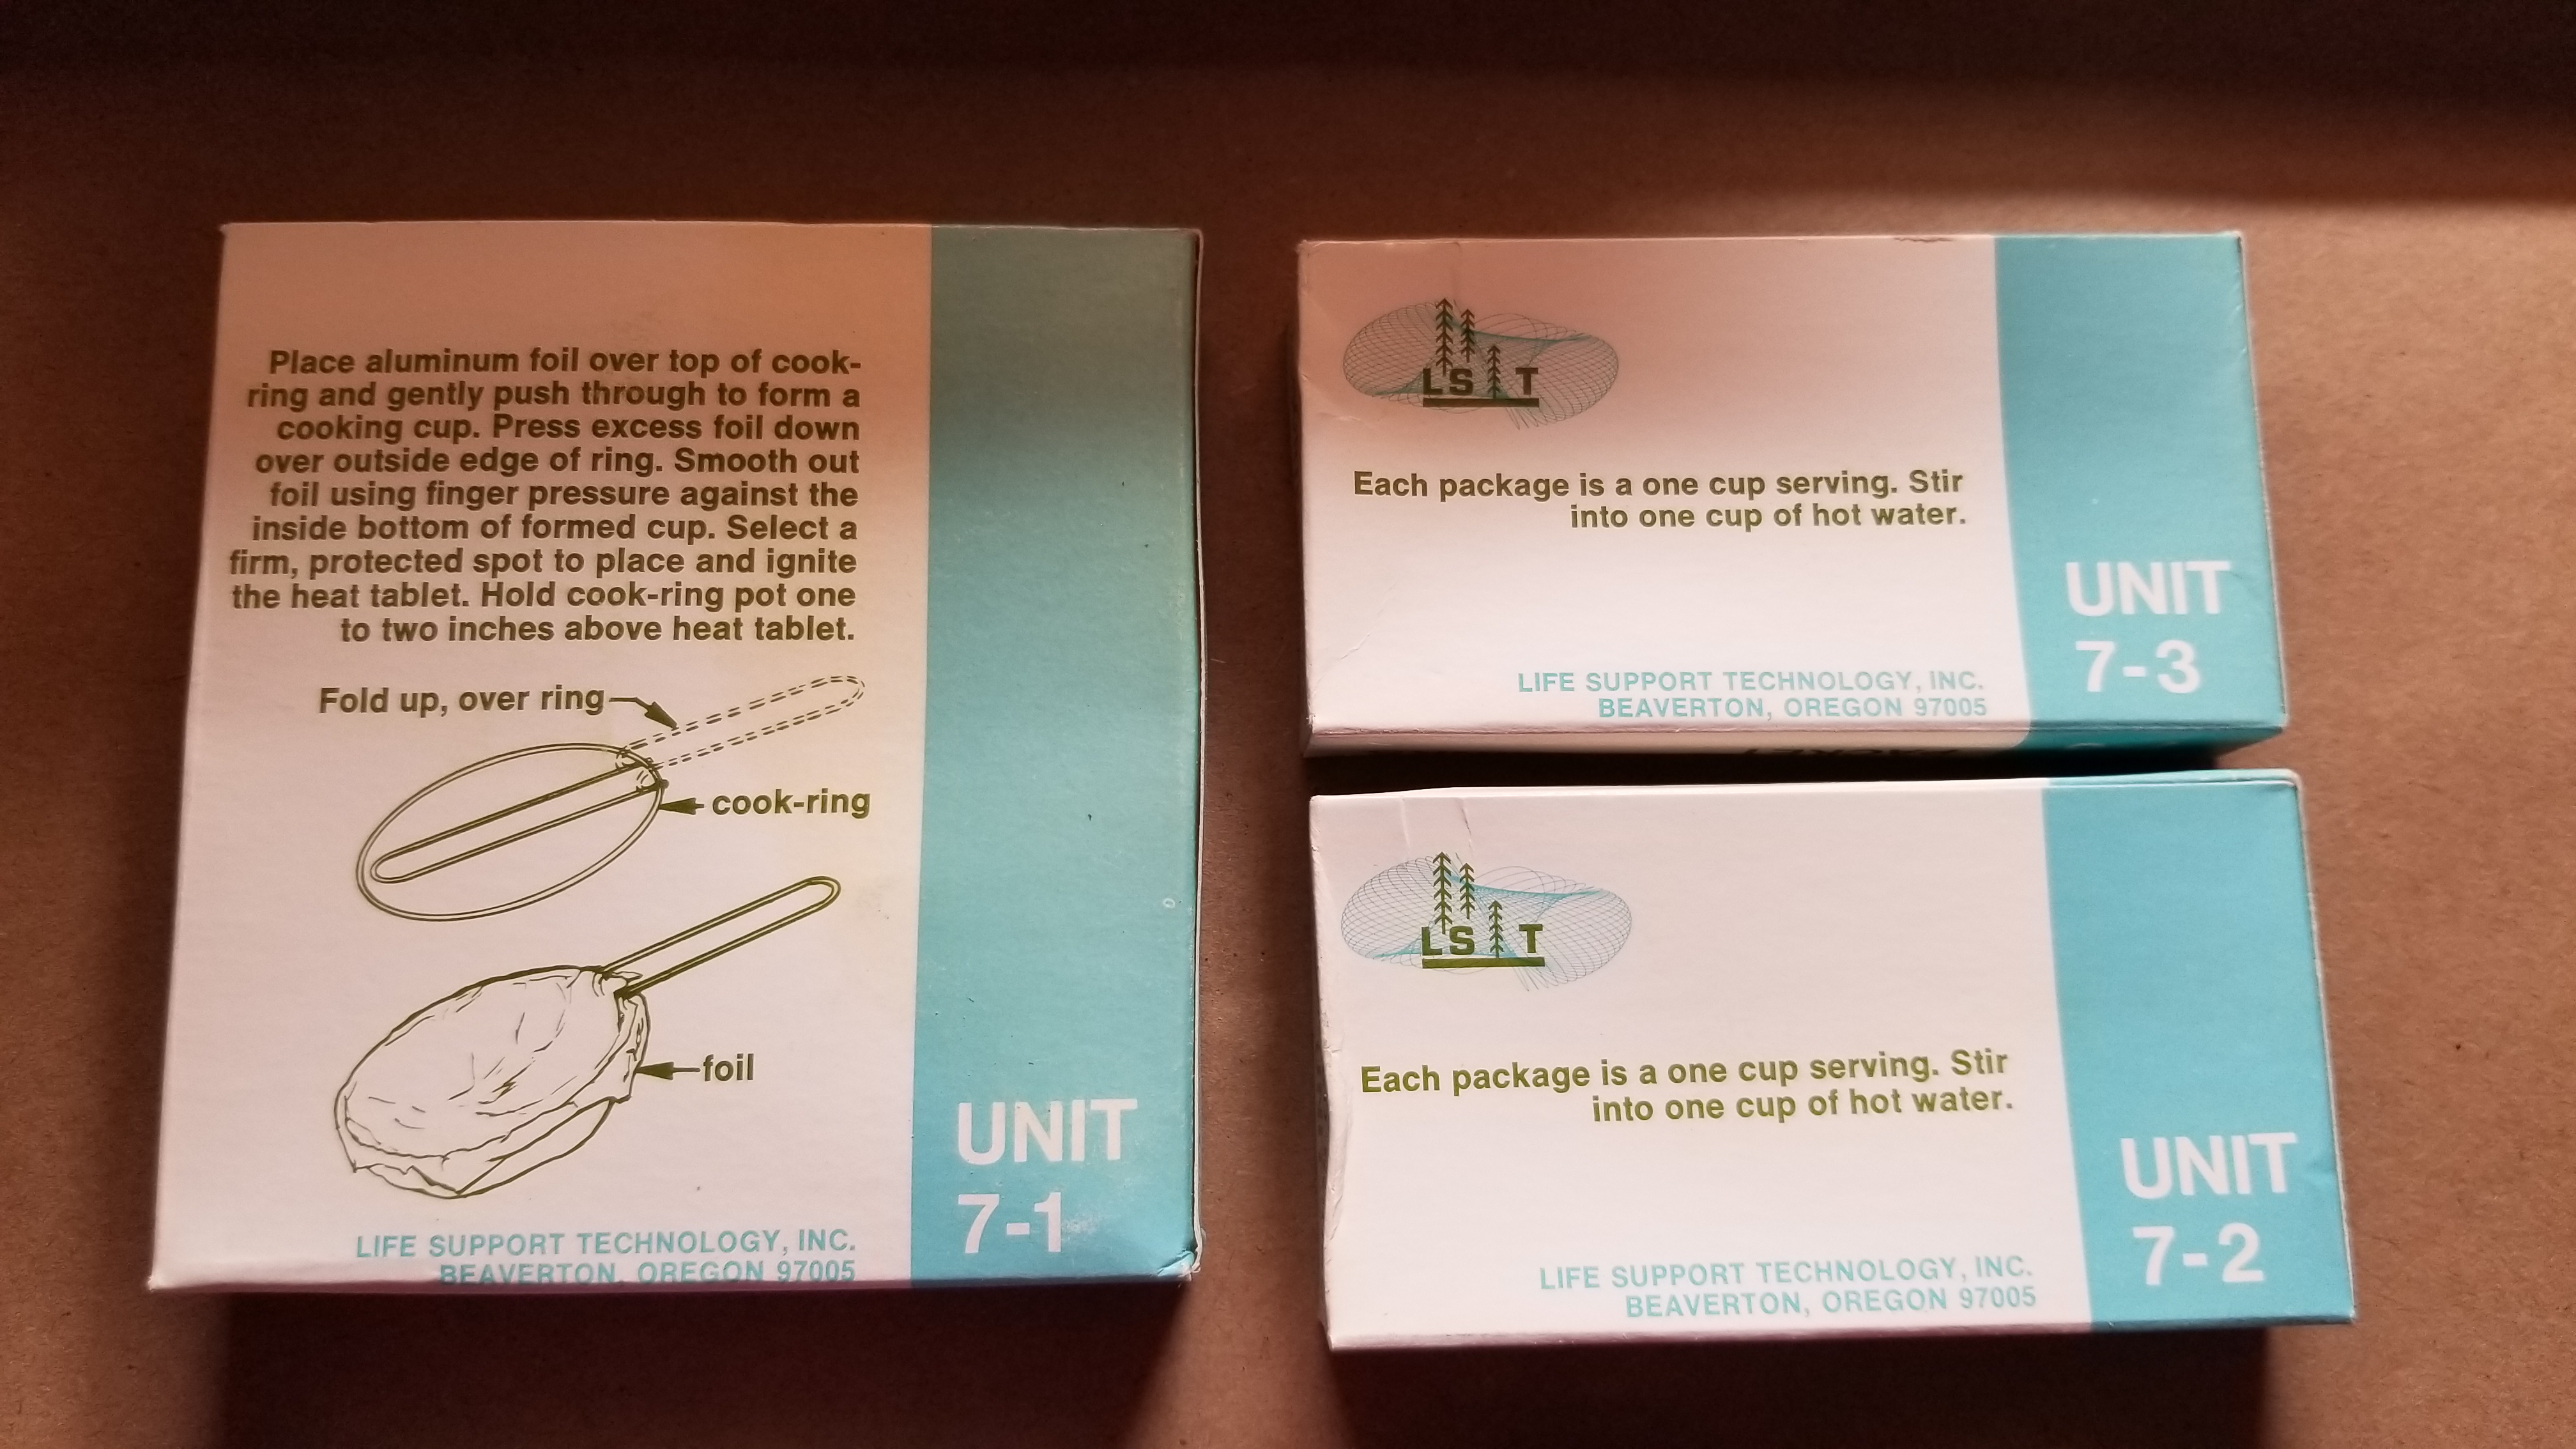 Place aluminum foil over top of cook-
ring and gently push through to form a
cooking cup. Press excess foil down
over outside edge of ring. Smooth out
foil using finger pressure against the
inside bottom of formed cup. Select a
firm, protected spot to place and ignite
the heat tablet. Hold cook-ring pot one
to two inches above heat tablet.
Fold up, over ring
cook-ring
foil
UNIT
7-1
LIFE SUPPORT TECHNOLOGY, INC.
BEAVERTON, OREGON 97005
LST
Each package is a one cup serving. Stir
into one cup of hot water.
UNIT
7-3
LIFE SUPPORT TECHNOLOGY, INC.
BEAVERTON, OREGON 97005
LST
Each package is a one cup serving. Stir
into one cup of hot water.
UNIT
7-2
LIFE SUPPORT TECHNOLOGY, INC.
BEAVERTON, OREGON 97005